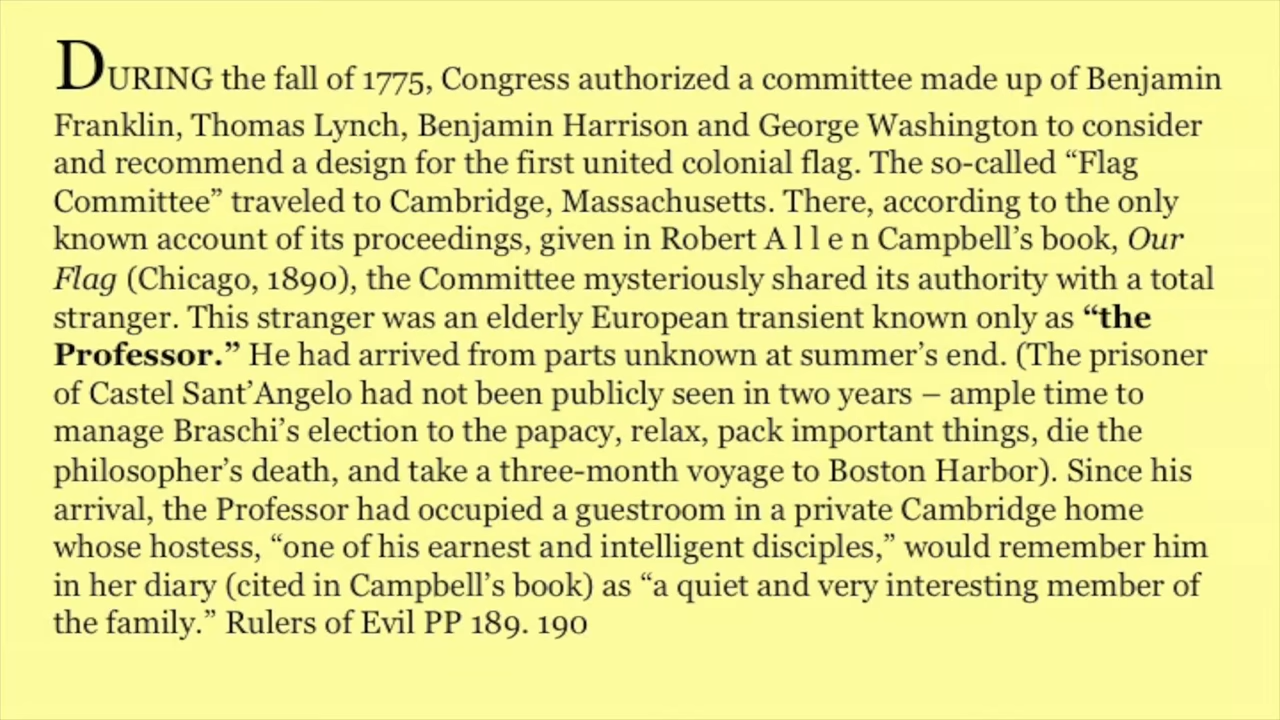 DURING the fall of 1775, Congress authorized a committee made up of Benjamin
Franklin, Thomas Lynch, Benjamin Harrison and George Washington to consider
and recommend a design for the first united colonial flag. The so-called “Flag
Committee” traveled to Cambridge, Massachusetts. There, according to the only
known account of its proceedings, given in Robert A l l e n Campbell’s book, Our
Flag (Chicago, 1890), the Committee mysteriously shared its authority with a total
stranger. This stranger was an elderly European transient known only as “the
Professor.” He had arrived from parts unknown at summer’s end. (The prisoner
of Castel Sant’Angelo had not been publicly seen in two years – ample time to
manage Braschi’s election to the papacy, relax, pack important things, die the
philosopher’s death, and take a three-month voyage to Boston Harbor). Since his
arrival, the Professor had occupied a guestroom in a private Cambridge home
whose hostess, “one of his earnest and intelligent disciples,” would remember him
in her diary (cited in Campbell’s book) as “a quiet and very interesting member of
the family.” Rulers of Evil PP 189. 190